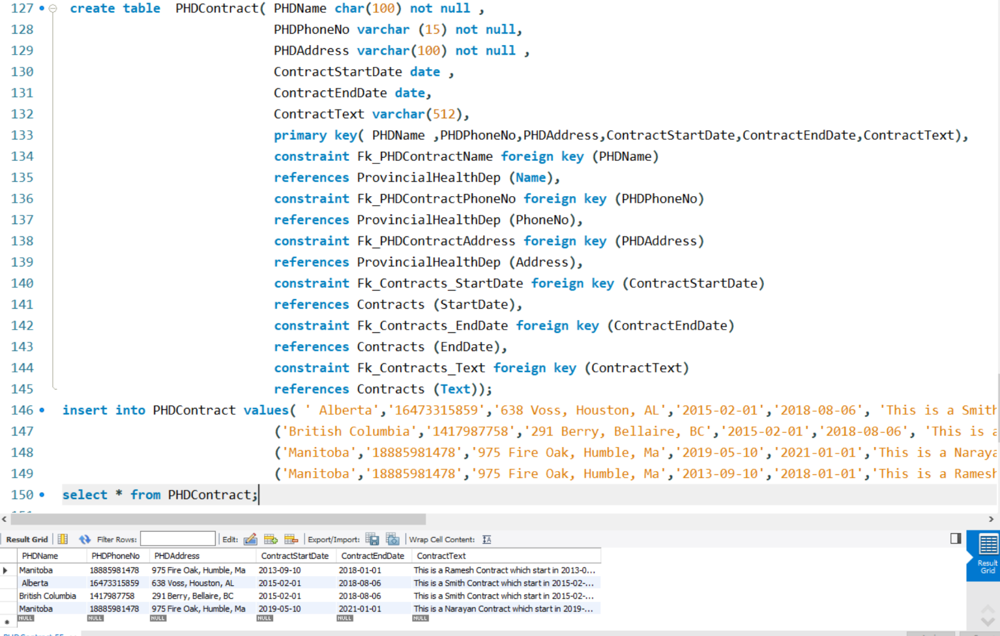 127 create table  PHDContract( PHDName char(100) not null ,
128 PHDPhoneNo varchar (15) not null,
129 PHDAddress varchar(100) not null ,
130 ContractStartDate date ,
131 ContractEndDate date,
132 ContractText varchar(512),
133 primary key( PHDName ,PHDPhoneNo,PHDAddress,ContractStartDate,ContractEndDate,ContractText),
134 constraint Fk_PHDContractName foreign key (PHDName)
135 references ProvincialHealthDep (Name),
136 constraint Fk_PHDContractPhoneNo foreign key (PHDPhoneNo)
137 references ProvincialHealthDep (PhoneNo),
138 constraint Fk_PHDContractAddress foreign key (PHDAddress)
139 references ProvincialHealthDep (Address),
140 constraint Fk_Contracts_StartDate foreign key (ContractStartDate)
141 references Contracts (StartDate),
142 constraint Fk_Contracts_EndDate foreign key (ContractEndDate)
143 references Contracts (EndDate),
144 constraint Fk_Contracts_Text foreign key (ContractText)
145 references Contracts (Text));
146 insert into PHDContract values( ' Alberta','16473315859','638 Voss, Houston, AL','2015-02-01','2018-08-06', 'This is a Smith
147 ('British Columbia','1417987758','291 Berry, Bellaire, BC','2015-02-01','2018-08-06', 'This is a
148 ('Manitoba','18885981478','975 Fire Oak, Humble, Ma','2019-05-10','2021-01-01','This is a Naraya
149 ('Manitoba','18885981478','975 Fire Oak, Humble, Ma','2013-09-10','2018-01-01','This is a Ramesh
150 select * from PHDContract;
Result Grid Filter Rows: Edit: Export/Import: Wrap Cell Content:
PHDName PHDPhoneNo PHDAddress ContractStartDate ContractEndDate ContractText
Manitoba 18885981478 975 Fire Oak, Humble, Ma 2013-09-10 2018-01-01 This is a Ramesh Contract which start in 2013-0...
Alberta 16473315859 638 Voss, Houston, AL 2015-02-01 2018-08-06 This is a Smith Contract which start in 2015-02-...
British Columbia 1417987758 291 Berry, Bellaire, BC 2015-02-01 2018-08-06 This is a Smith Contract which start in 2015-02-...
Manitoba 18885981478 975 Fire Oak, Humble, Ma 2019-05-10 2021-01-01 This is a Narayan Contract which start in 2019-...
NULL NULL NULL NULL NULL NULL
Result
Grid